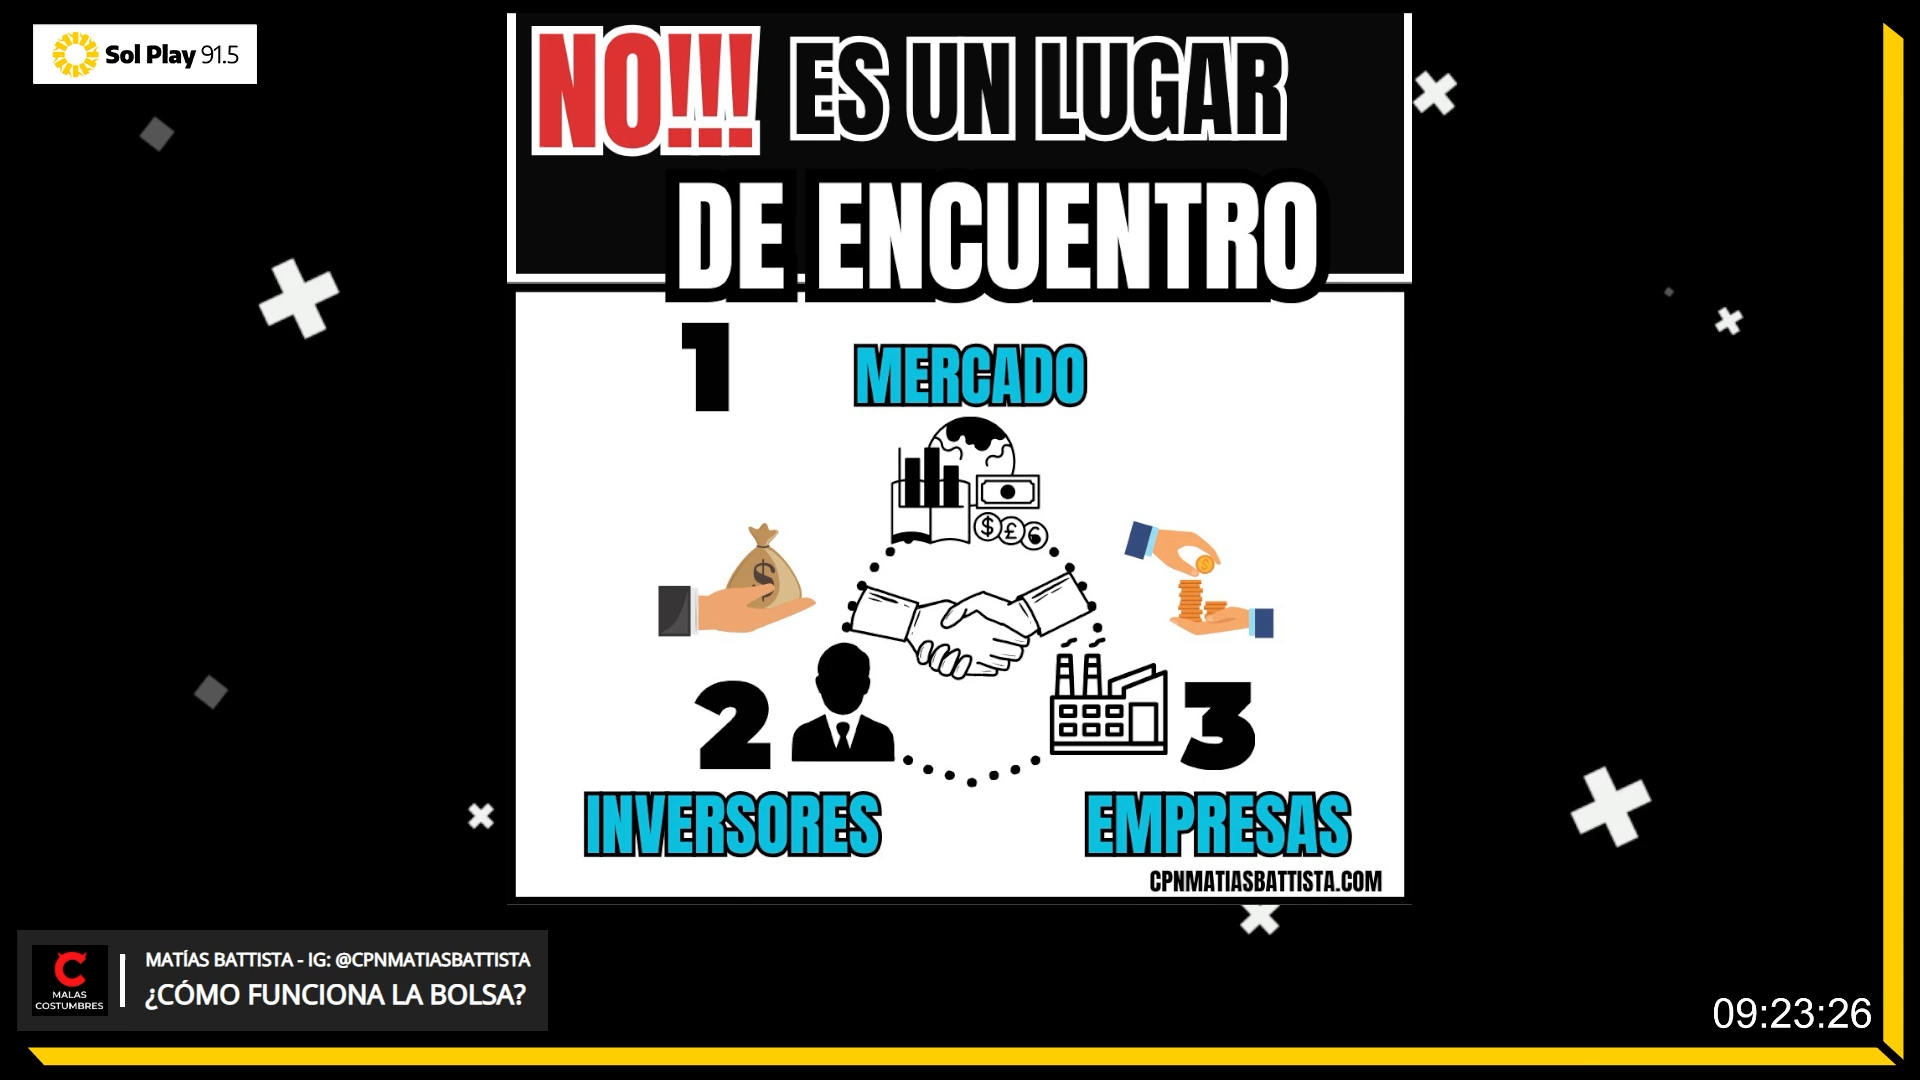 Sol Play 91.5
NO!!! ES UN LUGAR
DE ENCUENTRO
1
MERCADO
$ £ €
$
$
2
3
INVERSORES
EMPRESAS
CPNMATIASBATTISTA.COM
C
MALAS
COSTUMBRES
MATÍAS BATTISTA - IG: @CPNMATIASBATTISTA
¿CÓMO FUNCIONA LA BOLSA?
09:23:26